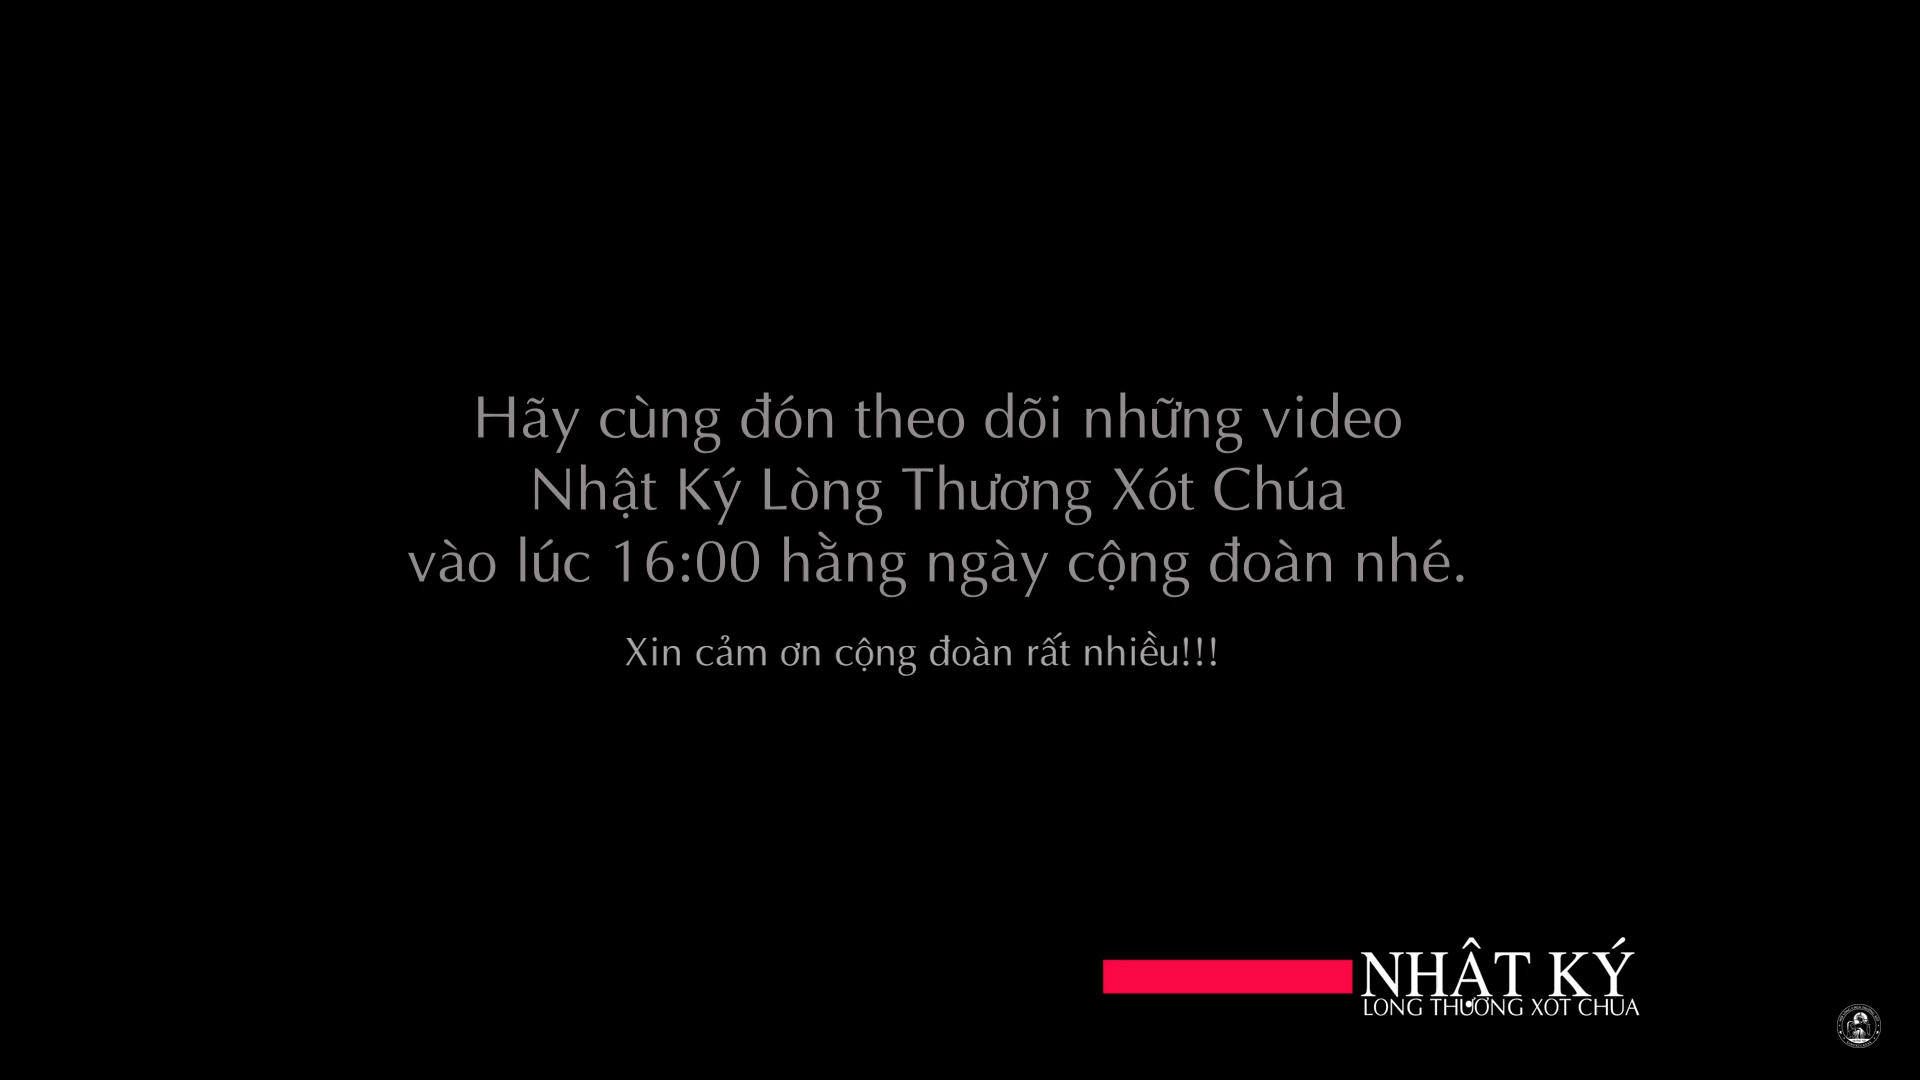 Hãy cùng đón theo dõi những video
Nhật Ký Lòng Thương Xót Chúa
vào lúc 16:00 hằng ngày cộng đoàn nhé.
Xin cảm ơn cộng đoàn rất nhiều!!!
NHẬT KÝ
LÒNG THƯƠNG XÓT CHÚA